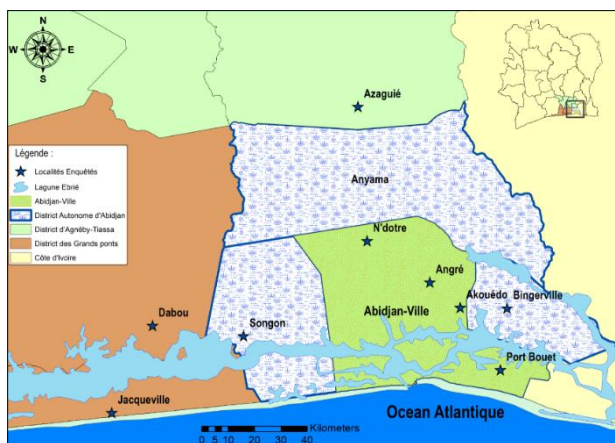 N
W E
S
Azaguié
Légende :
Localités Enquêtés
Lagune Ebrié
Abidjan-Ville
District Autonome d'Abidjan
District d'Agnéby-Tiassa
District des Grands ponts
Côte d'Ivoire
Anyama
N'dotre
Angré
Akouédo
Bingerville
Abidjan-Ville
Dabou
Songon
Port Bouet
Jacqueville
Ocean Atlantique
Kilometers
0 5 10 20 30 40